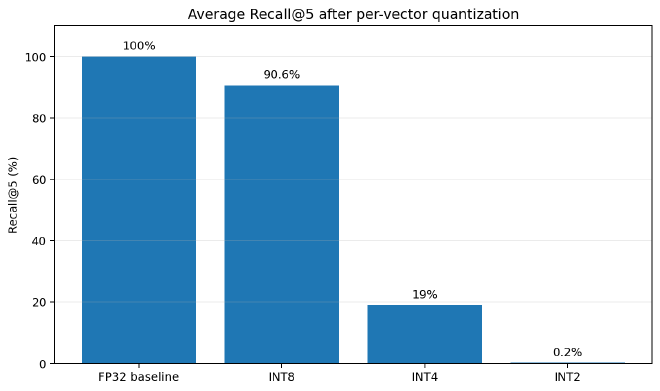 Average Recall@5 after per-vector quantization
Recall@5 (%)
100
80
60
40
20
0
100%
90.6%
19%
0.2%
FP32 baseline
INT8
INT4
INT2